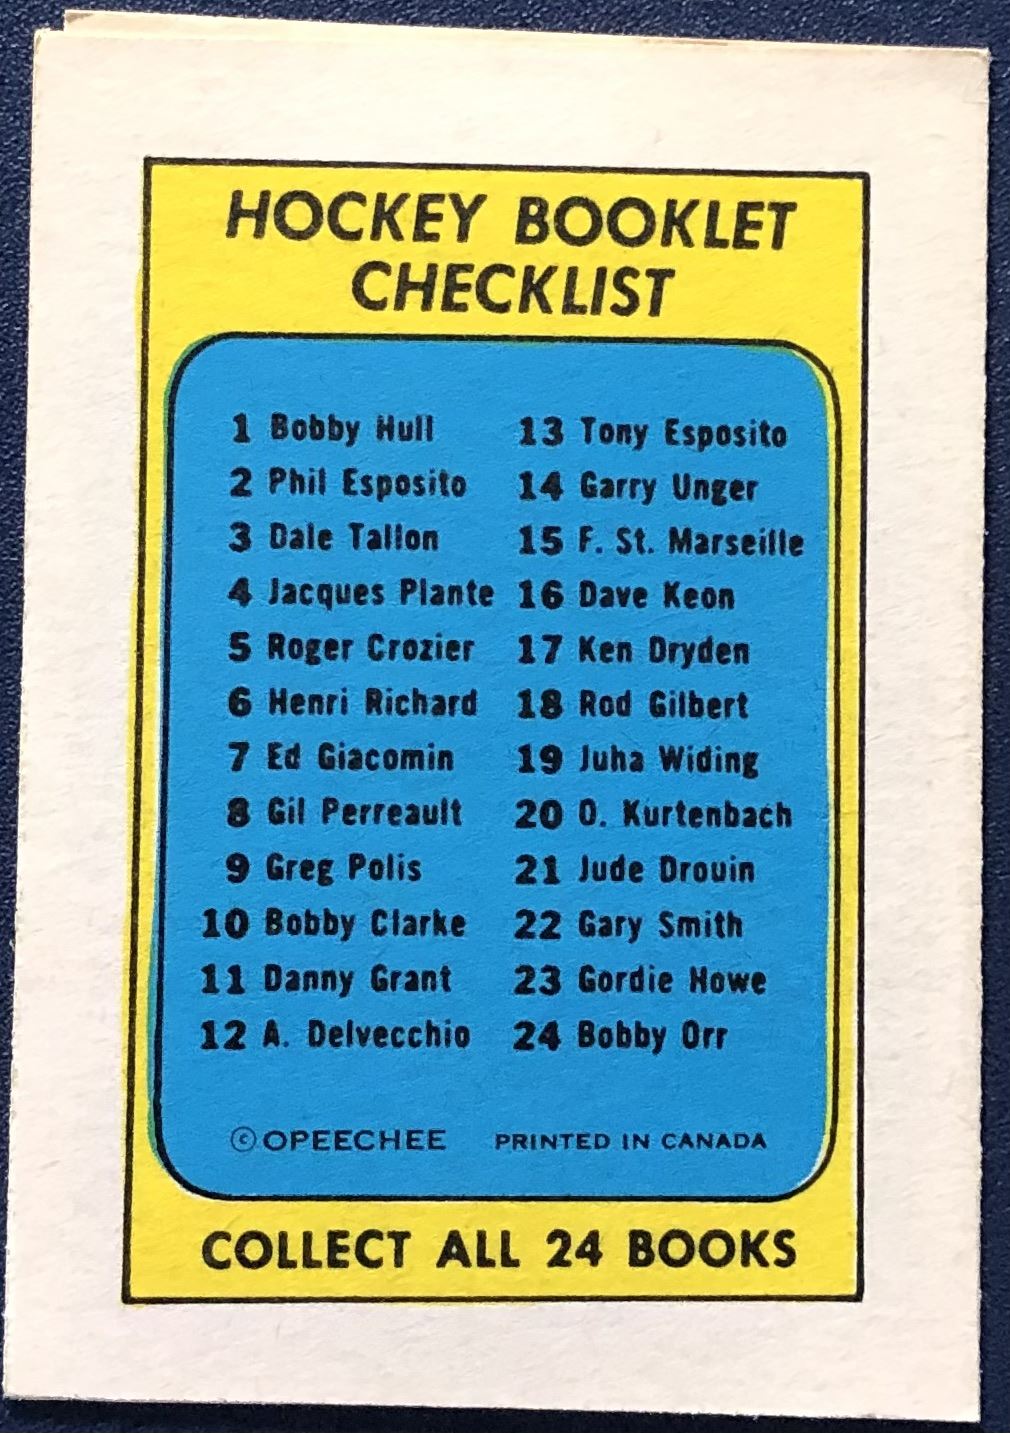 HOCKEY BOOKLET
CHECKLIST
1 Bobby Hull
2 Phil Esposito
3 Dale Tallon
4 Jacques Plante
5 Roger Crozier
6 Henri Richard
7 Ed Giacomin
8 Gil Perreault
9 Greg Polis
10 Bobby Clarke
11 Danny Grant
12 A. Delvecchio
13 Tony Esposito
14 Garry Unger
15 F. St. Marseille
16 Dave Keon
17 Ken Dryden
18 Rod Gilbert
19 Juha Widing
20 O. Kurtenbach
21 Jude Drouin
22 Gary Smith
23 Gordie Howe
24 Bobby Orr
©OPEECHEE PRINTED IN CANADA
COLLECT ALL 24 BOOKS